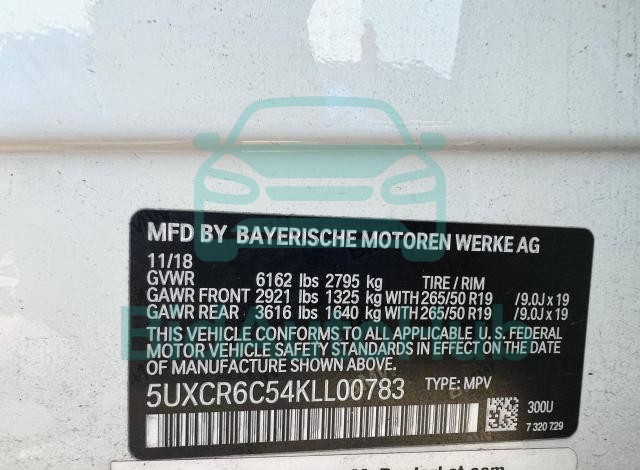 MFD BY BAYERISCHE MOTOREN WERKE AG
11/18
GVWR 6162 lbs 2795 kg TIRE / RIM
GAWR FRONT 2921 lbs 1325 kg WITH 265/50 R19 /9.0J x 19
GAWR REAR 3616 lbs 1640 kg WITH 265/50 R19 /9.0J x 19
THIS VEHICLE CONFORMS TO ALL APPLICABLE U.S. FEDERAL
MOTOR VEHICLE SAFETY STANDARDS IN EFFECT ON THE DATE
OF MANUFACTURE SHOWN ABOVE.
5UXCR6C54KLL00783 TYPE: MPV
300U
7 320 729